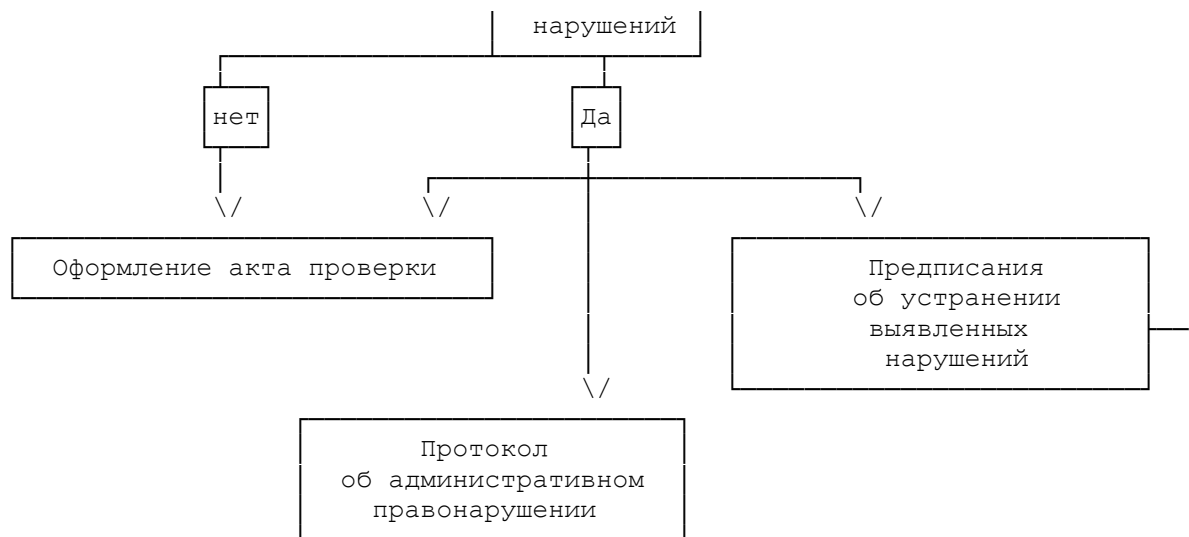 нарушений
нет
Да
Оформление акта проверки
Предписания
об устранении
выявленных
нарушений
Протокол
об административном
правонарушении